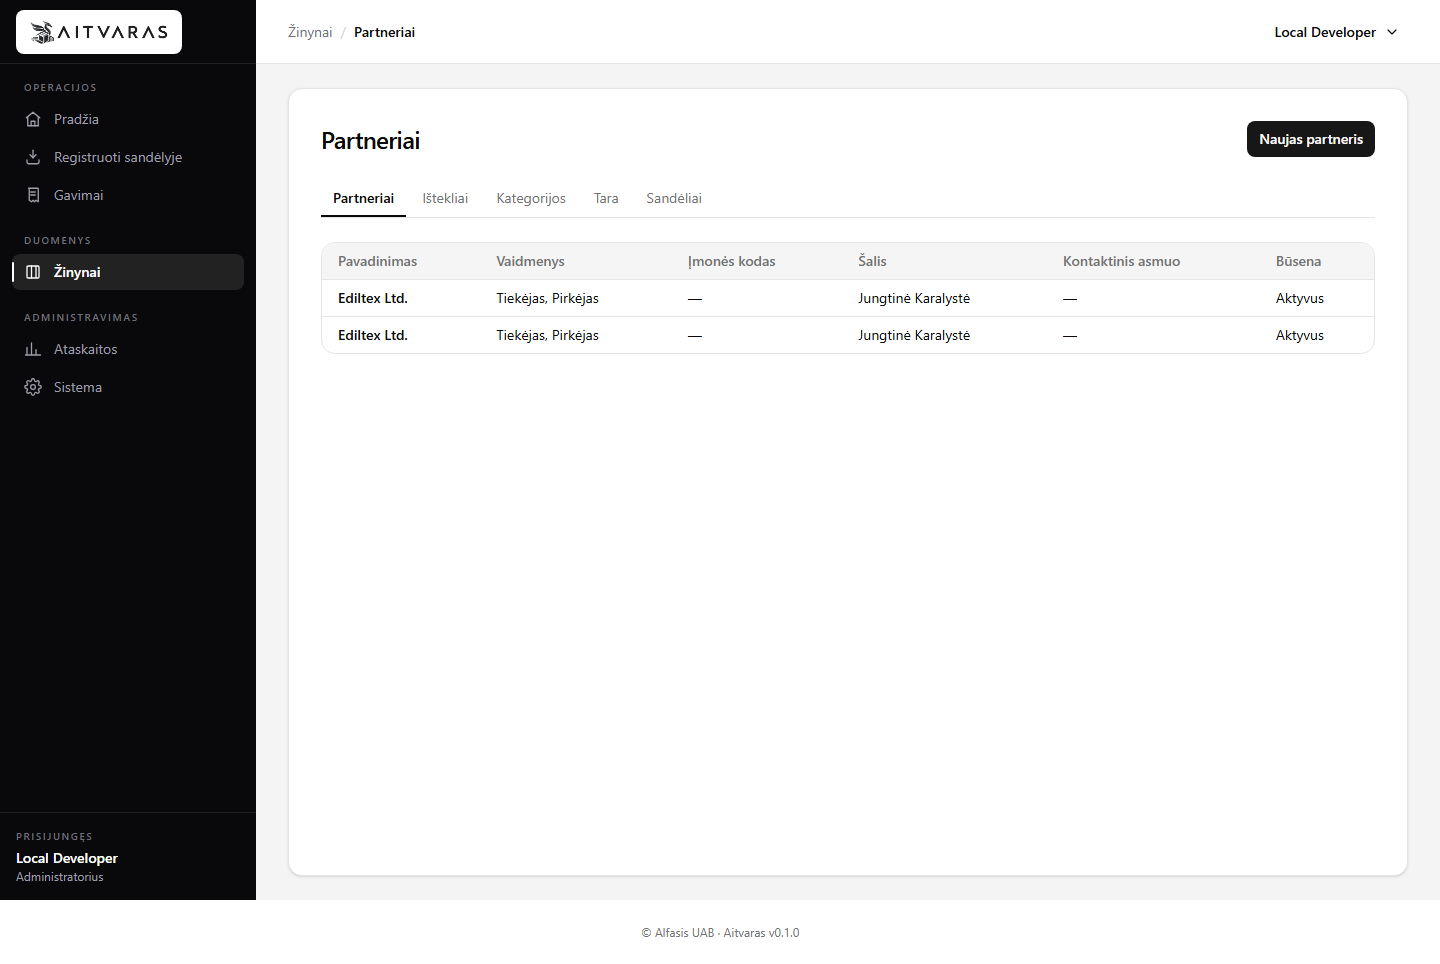 AITVARAS
Žinynai / Partneriai
Local Developer
OPERACIJOS
Pradžia
Registruoti sandėlyje
Gavimai
DUOMENYS
Žinynai
ADMINISTRAVIMAS
Ataskaitos
Sistema
PRISIJUNGĘS
Local Developer
Administratorius
Partneriai
Naujas partneris
Partneriai Ištekliai Kategorijos Tara Sandėliai
Pavadinimas Vaidmenys Įmonės kodas Šalis Kontaktinis asmuo Būsena
Ediltex Ltd. Tiekėjas, Pirkėjas — Jungtinė Karalystė — Aktyvus
Ediltex Ltd. Tiekėjas, Pirkėjas — Jungtinė Karalystė — Aktyvus
© Alfasis UAB · Aitvaras v0.1.0